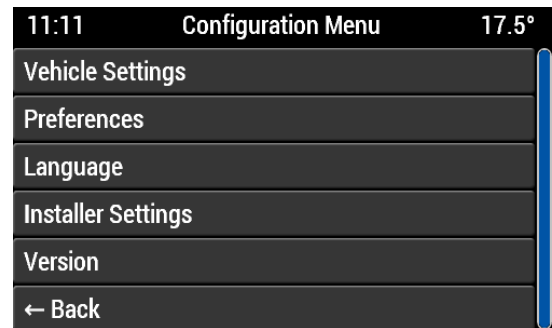 11:11 Configuration Menu 17.5°
Vehicle Settings
Preferences
Language
Installer Settings
Version
← Back